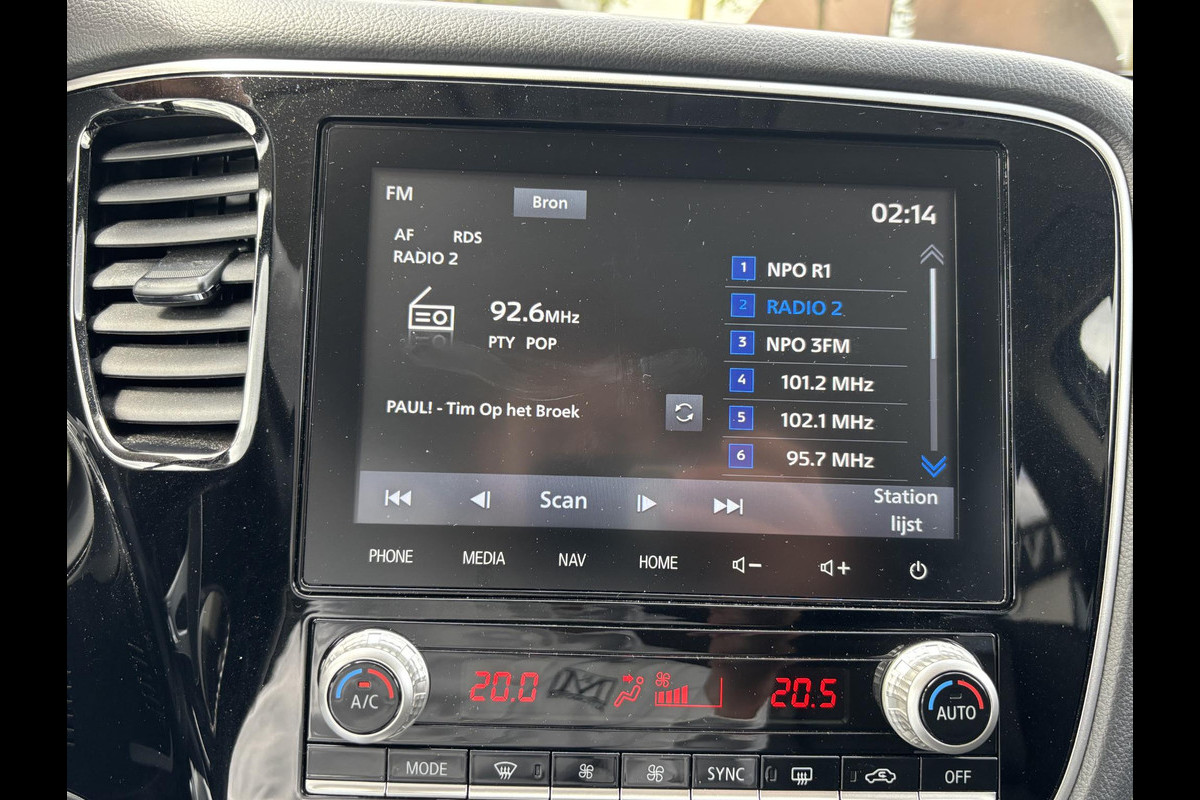 FM
Bron
02:14
AF RDS
RADIO 2
92.6MHz
PTY POP
PAUL! - Tim Op het Broek
1 NPO R1
2 RADIO 2
3 NPO 3FM
4 101.2 MHz
5 102.1 MHz
6 95.7 MHz
Scan
Station
lijst
PHONE MEDIA NAV HOME
A/C 20.0 20.5 AUTO
MODE SYNC OFF